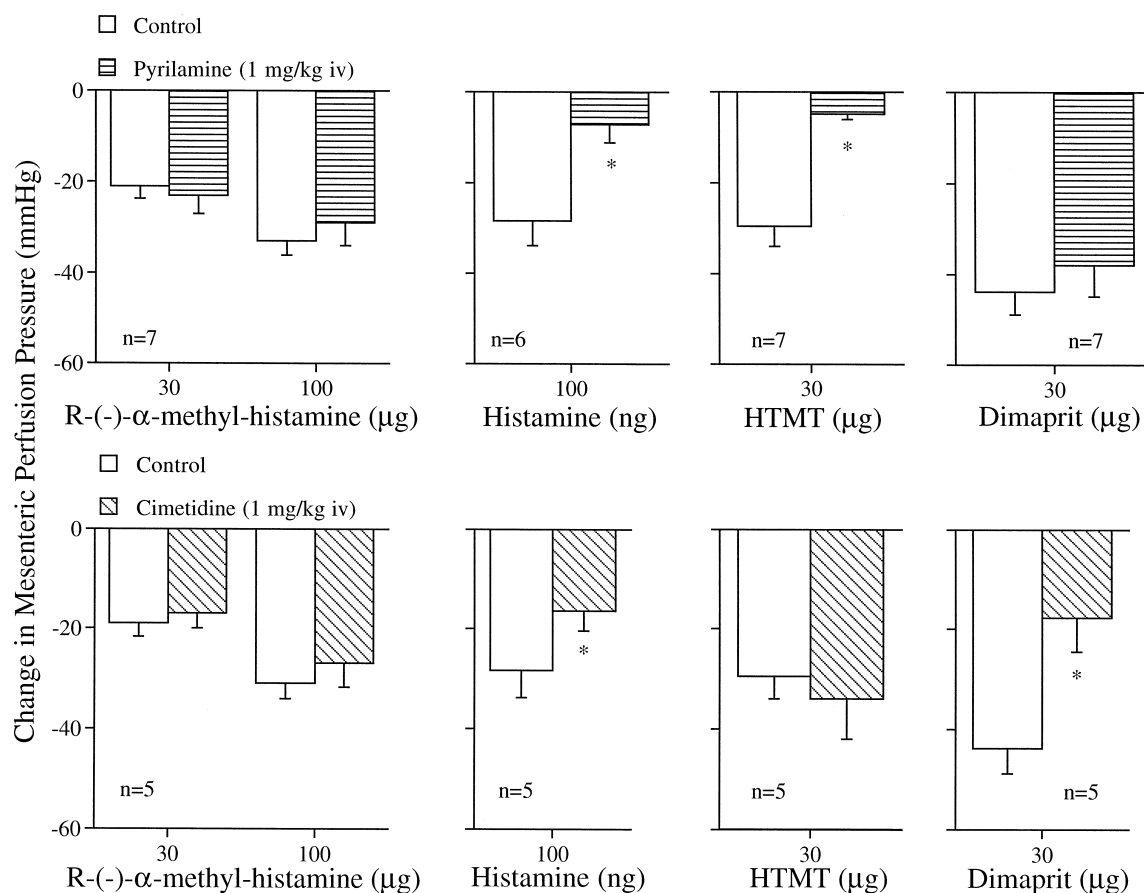 Control
Pyrilamine (1 mg/kg iv)
Change in Mesenteric Perfusion Pressure (mmHg)
0
-20
-40
-60
n=7
n=6
n=7
n=7
30
100
100
30
30
R-(-)-α-methyl-histamine (μg)
Histamine (ng)
HTMT (μg)
Dimaprit (μg)
*
*
Control
Cimetidine (1 mg/kg iv)
0
-20
-40
-60
*
*
n=5
n=5
n=5
n=5
30
100
100
30
30
R-(-)-α-methyl-histamine (μg)
Histamine (ng)
HTMT (μg)
Dimaprit (μg)